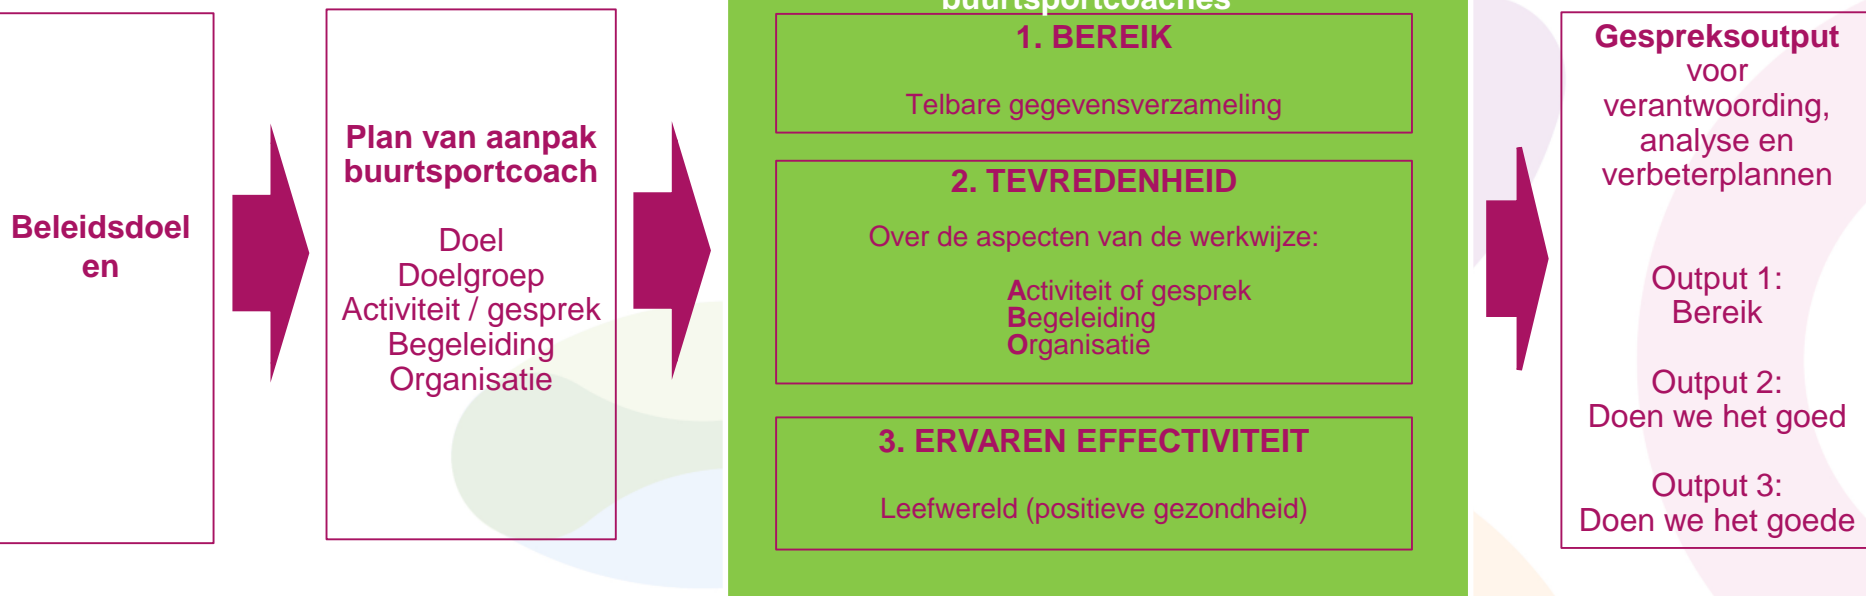 Beleidsdoel
en
Plan van aanpak
buurtsportcoach
Doel
Doelgroep
Activiteit / gesprek
Begeleiding
Organisatie
buurtsportcoaches
1. BEREIK
Telbare gegevensverzameling
2. TEVREDENHEID
Over de aspecten van de werkwijze:
Activiteit of gesprek
Begeleiding
Organisatie
3. ERVAREN EFFECTIVITEIT
Leefwereld (positieve gezondheid)
Gespreksoutput
voor
verantwoording,
analyse en
verbeterplannen
Output 1:
Bereik
Output 2:
Doen we het goed
Output 3:
Doen we het goede